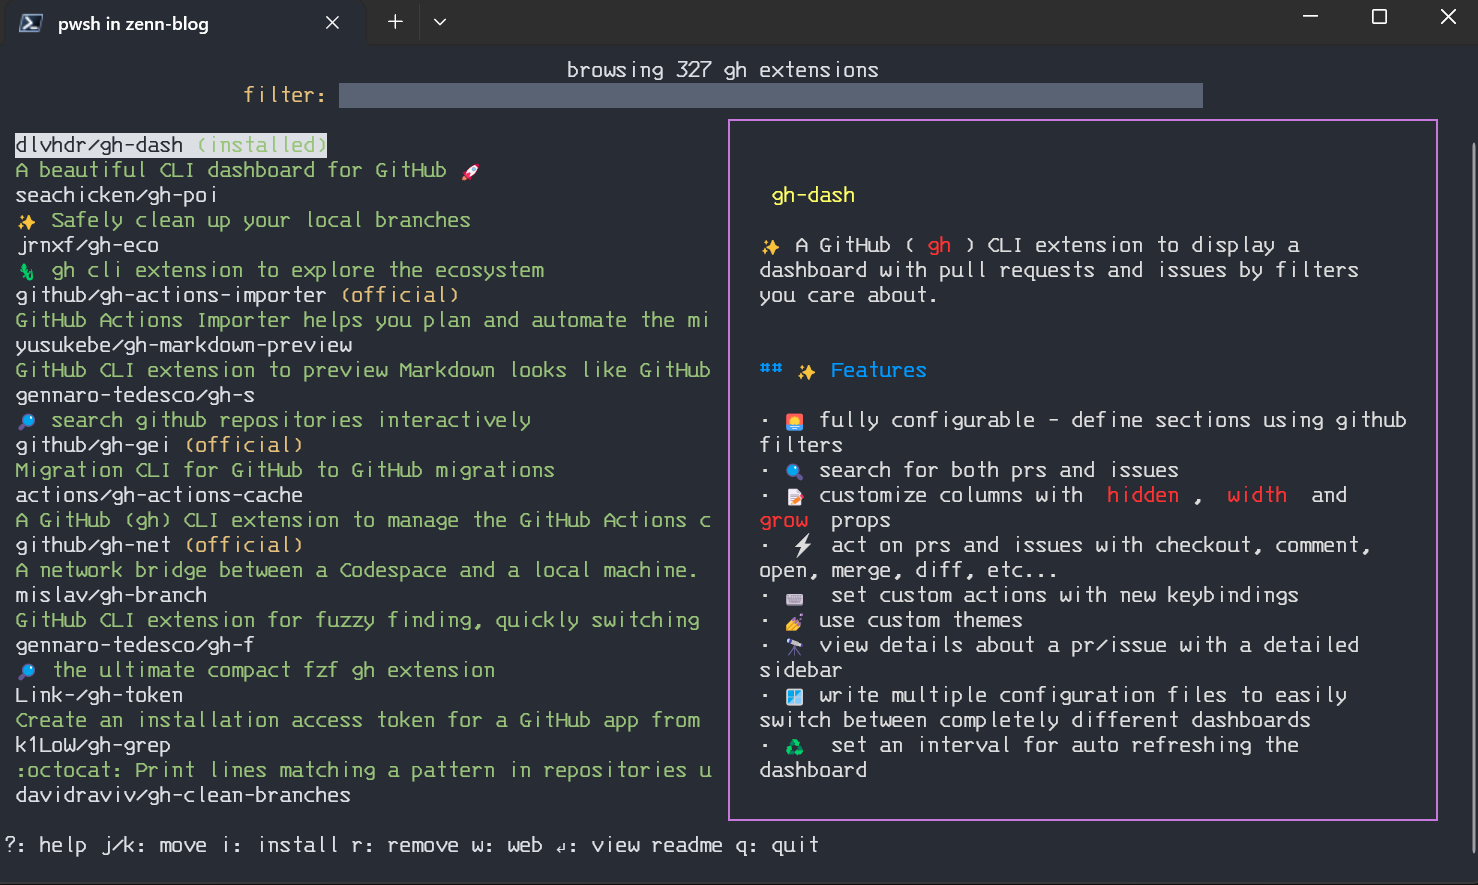 pwsh in zenn-blog
browsing 327 gh extensions
filter:
dlvhdr/gh-dash (installed)
A beautiful CLI dashboard for GitHub 🚀
seachicken/gh-poi
✨ Safely clean up your local branches
jrnxf/gh-eco
🦎 gh cli extension to explore the ecosystem
github/gh-actions-importer (official)
GitHub Actions Importer helps you plan and automate the mi
yusukebe/gh-markdown-preview
GitHub CLI extension to preview Markdown looks like GitHub
gennaro-tedesco/gh-s
🔎 search github repositories interactively
github/gh-gei (official)
Migration CLI for GitHub to GitHub migrations
actions/gh-actions-cache
A GitHub (gh) CLI extension to manage the GitHub Actions c
github/gh-net (official)
A network bridge between a Codespace and a local machine.
mislav/gh-branch
GitHub CLI extension for fuzzy finding, quickly switching
gennaro-tedesco/gh-f
🔎 the ultimate compact fzf gh extension
Link-/gh-token
Create an installation access token for a GitHub app from
k1LoW/gh-grep
:octocat: Print lines matching a pattern in repositories u
davidraviv/gh-clean-branches
gh-dash
✨ A GitHub ( gh ) CLI extension to display a
dashboard with pull requests and issues by filters
you care about.
## ✨ Features
· 🌅 fully configurable - define sections using github
filters
· 🔍 search for both prs and issues
· 📝 customize columns with hidden , width and
grow props
· ⚡ act on prs and issues with checkout, comment,
open, merge, diff, etc...
· ⌨️ set custom actions with new keybindings
· 💅 use custom themes
· 🔭 view details about a pr/issue with a detailed
sidebar
· 🪟 write multiple configuration files to easily
switch between completely different dashboards
· ♻️ set an interval for auto refreshing the
dashboard
?: help j/k: move i: install r: remove w: web ↵: view readme q: quit